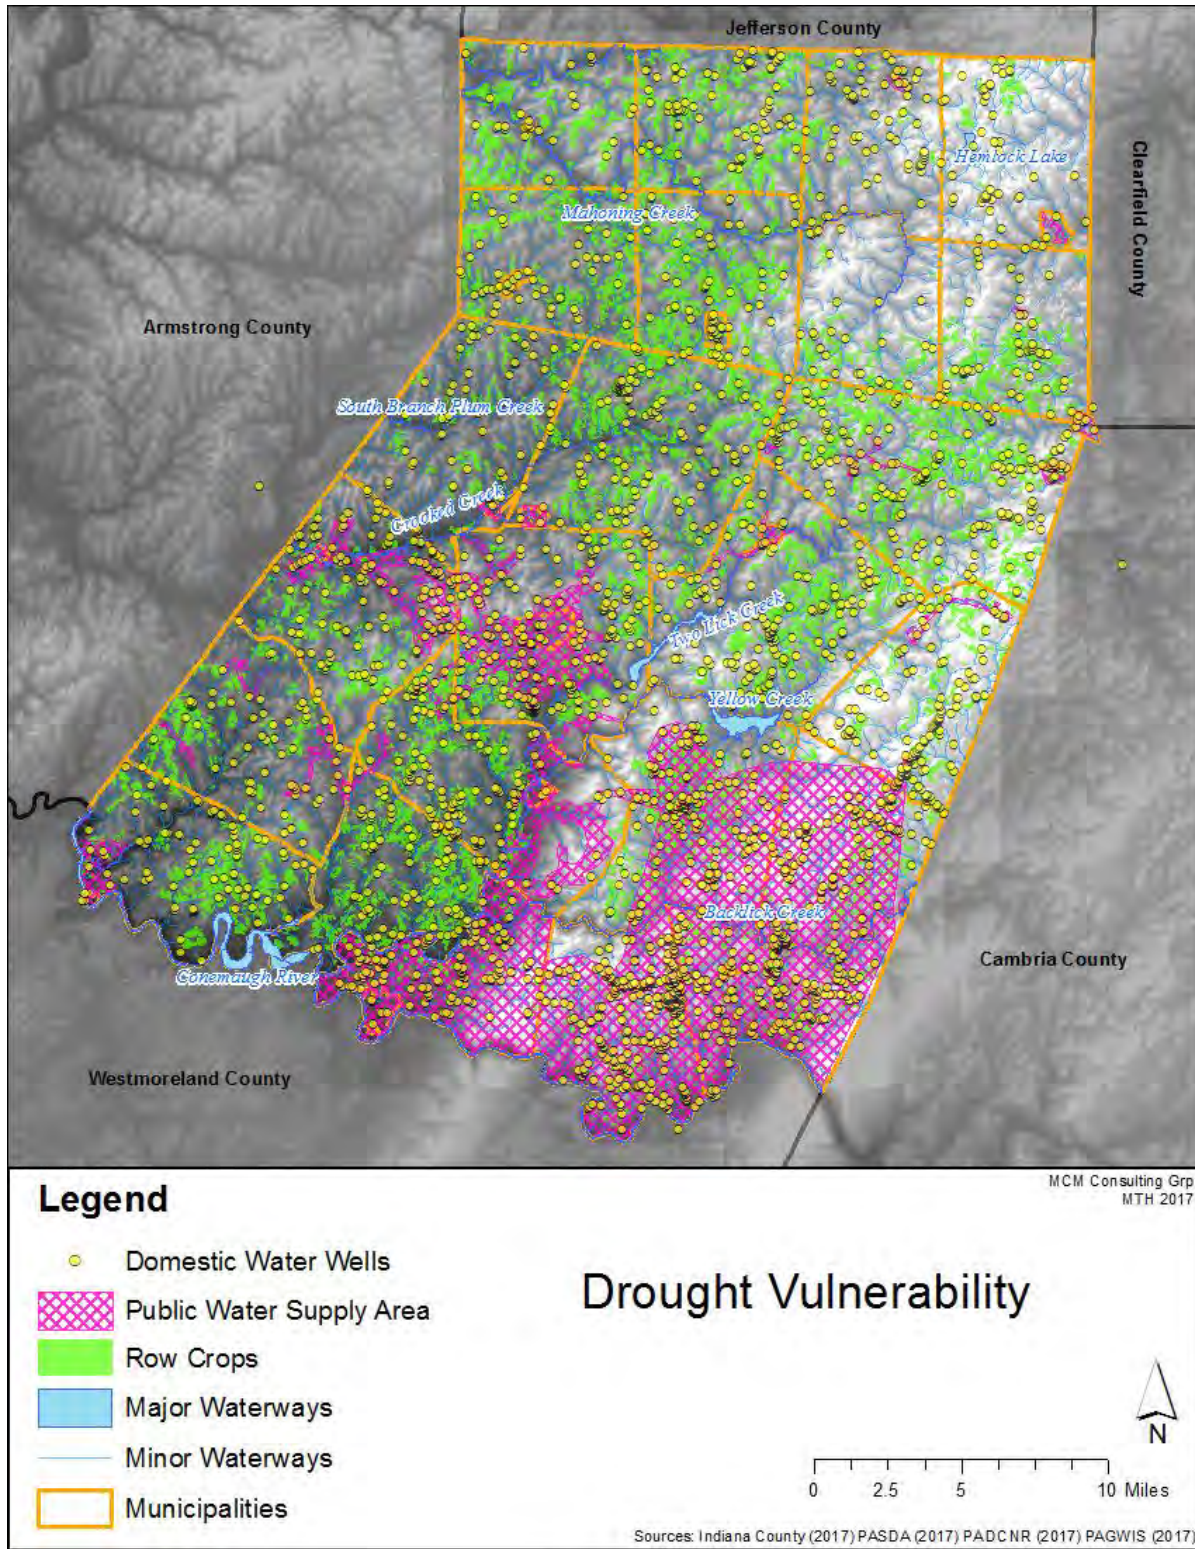 Jefferson County
Hemlock Lake
Clearfield County
Mahoning Creek
Armstrong County
South Branch Plum Creek
Crooked Creek
Two Lick Creek
Yellow Creek
Backlick Creek
Cambria County
Conemaugh River
Westmoreland County
Legend
MCM Consulting Grp
MTH 2017
Domestic Water Wells
Public Water Supply Area
Row Crops
Major Waterways
Minor Waterways
Municipalities
Drought Vulnerability
N
0 2.5 5 10 Miles
Sources: Indiana County (2017) PASDA (2017) PADCNR (2017) PAGWIS (2017)